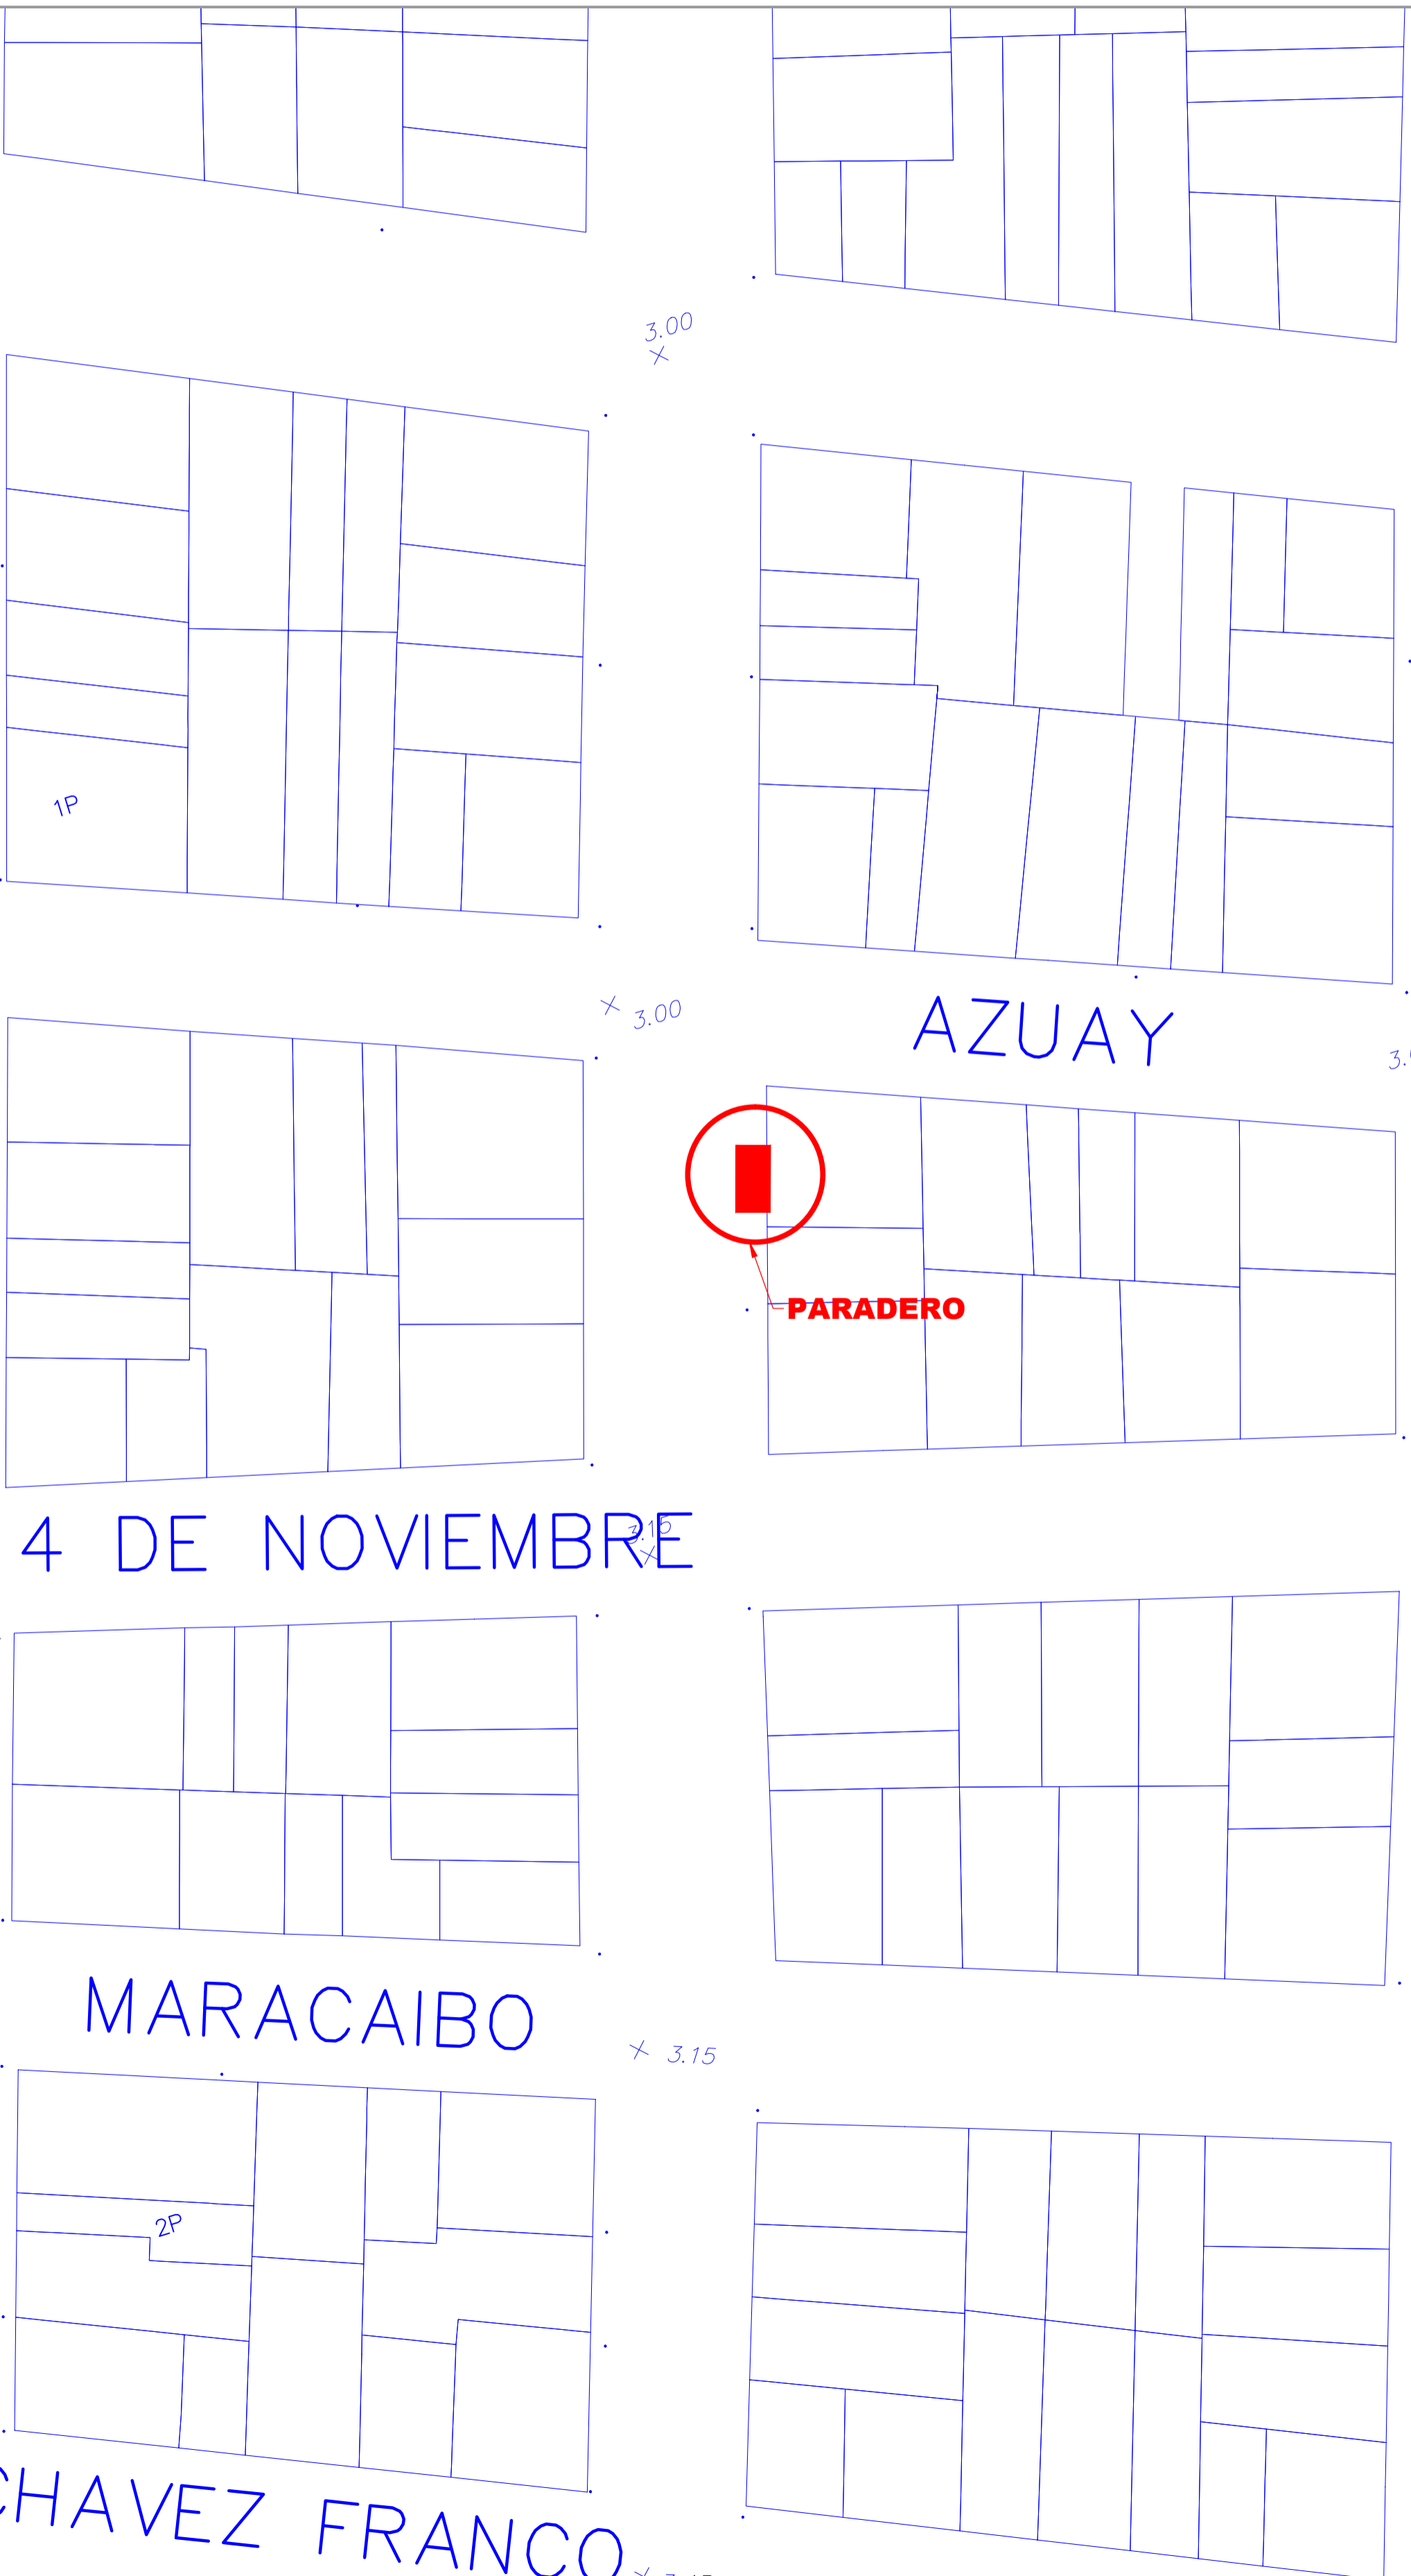 3.00
1P
3.00
AZUAY
PARADERO
4 DE NOVIEMBRE
3.15
MARACAIBO
3.15
2P
CHAVEZ FRANCO